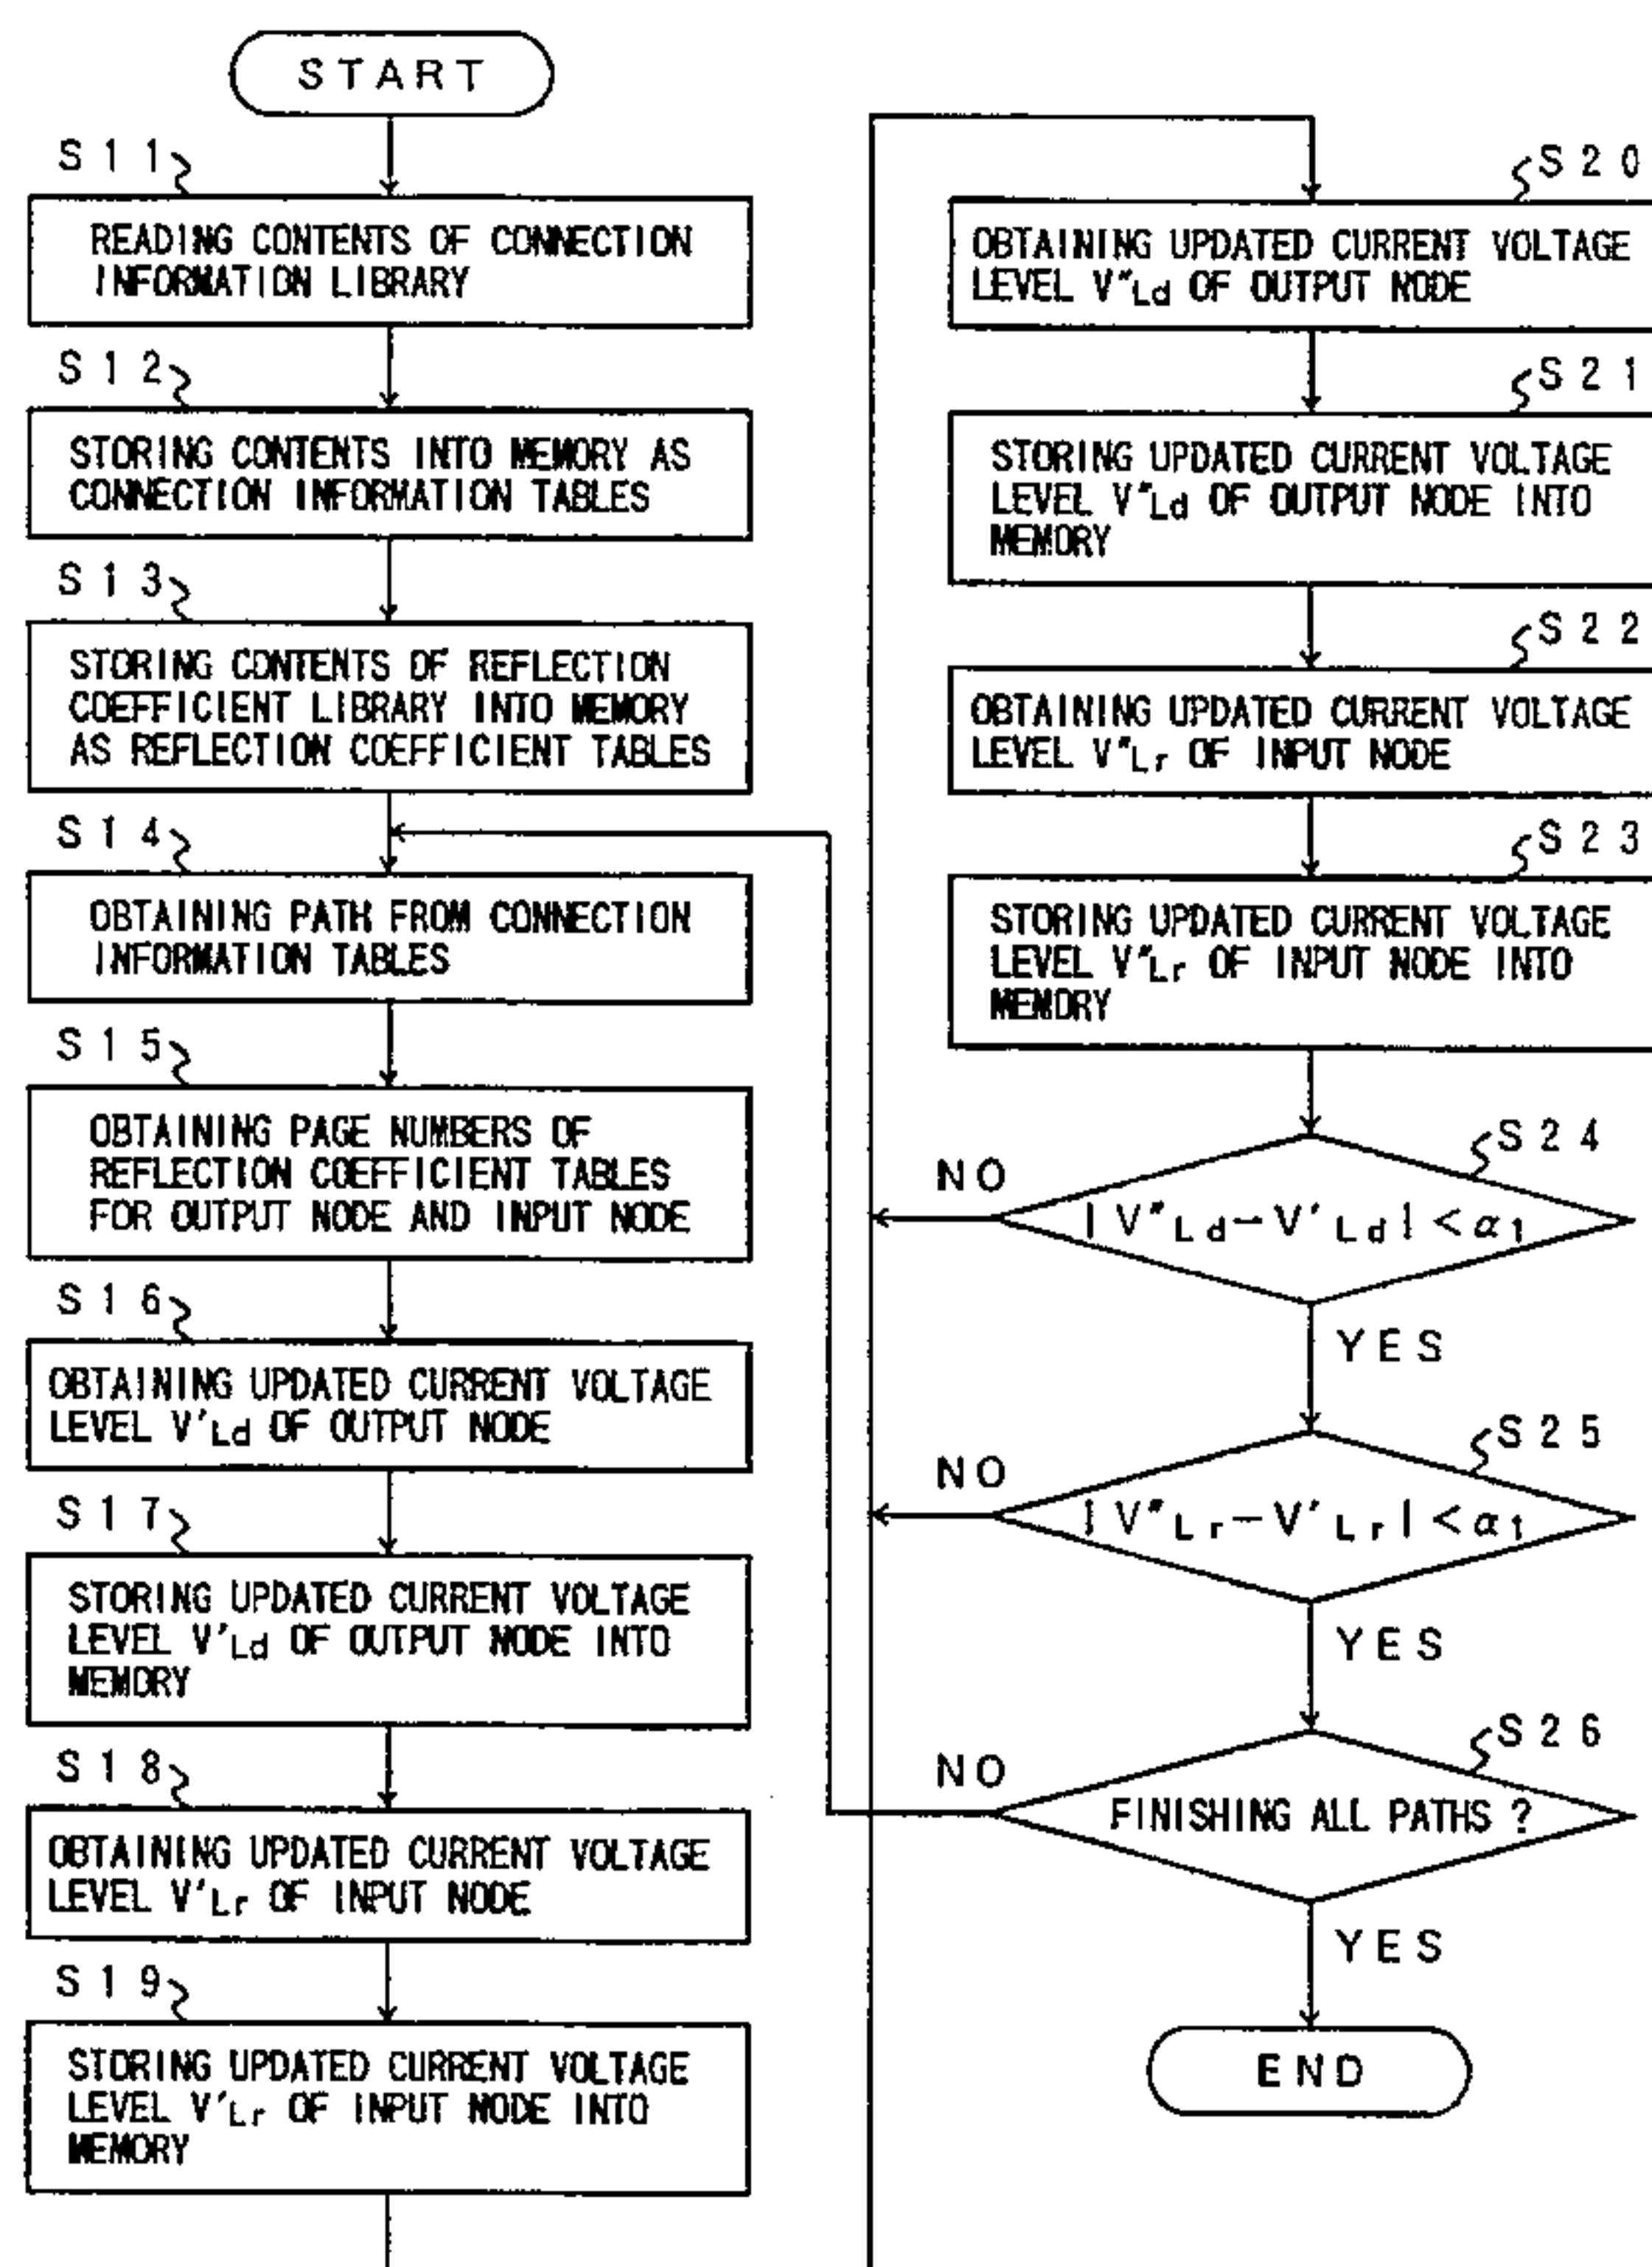 START
S11
READING CONTENTS OF CONNECTION
INFORMATION LIBRARY
S12
STORING CONTENTS INTO MEMORY AS
CONNECTION INFORMATION TABLES
S13
STORING CONTENTS OF REFLECTION
COEFFICIENT LIBRARY INTO MEMORY
AS REFLECTION COEFFICIENT TABLES
S14
OBTAINING PATH FROM CONNECTION
INFORMATION TABLES
S15
OBTAINING PAGE NUMBERS OF
REFLECTION COEFFICIENT TABLES
FOR OUTPUT NODE AND INPUT NODE
S16
OBTAINING UPDATED CURRENT VOLTAGE
LEVEL V'Ld OF OUTPUT NODE
S17
STORING UPDATED CURRENT VOLTAGE
LEVEL V'Ld OF OUTPUT NODE INTO
MEMORY
S18
OBTAINING UPDATED CURRENT VOLTAGE
LEVEL V'Lr OF INPUT NODE
S19
STORING UPDATED CURRENT VOLTAGE
LEVEL V'Lr OF INPUT NODE INTO
MEMORY
S20
OBTAINING UPDATED CURRENT VOLTAGE
LEVEL V"Ld OF OUTPUT NODE
S21
STORING UPDATED CURRENT VOLTAGE
LEVEL V"Ld OF OUTPUT NODE INTO
MEMORY
S22
OBTAINING UPDATED CURRENT VOLTAGE
LEVEL V"Lr OF INPUT NODE
S23
STORING UPDATED CURRENT VOLTAGE
LEVEL V"Lr OF INPUT NODE INTO
MEMORY
S24
NO
|V"Ld-V'Ld|<α1
YES
S25
NO
|V"Lr-V'Lr|<α1
YES
S26
NO
FINISHING ALL PATHS ?
YES
END